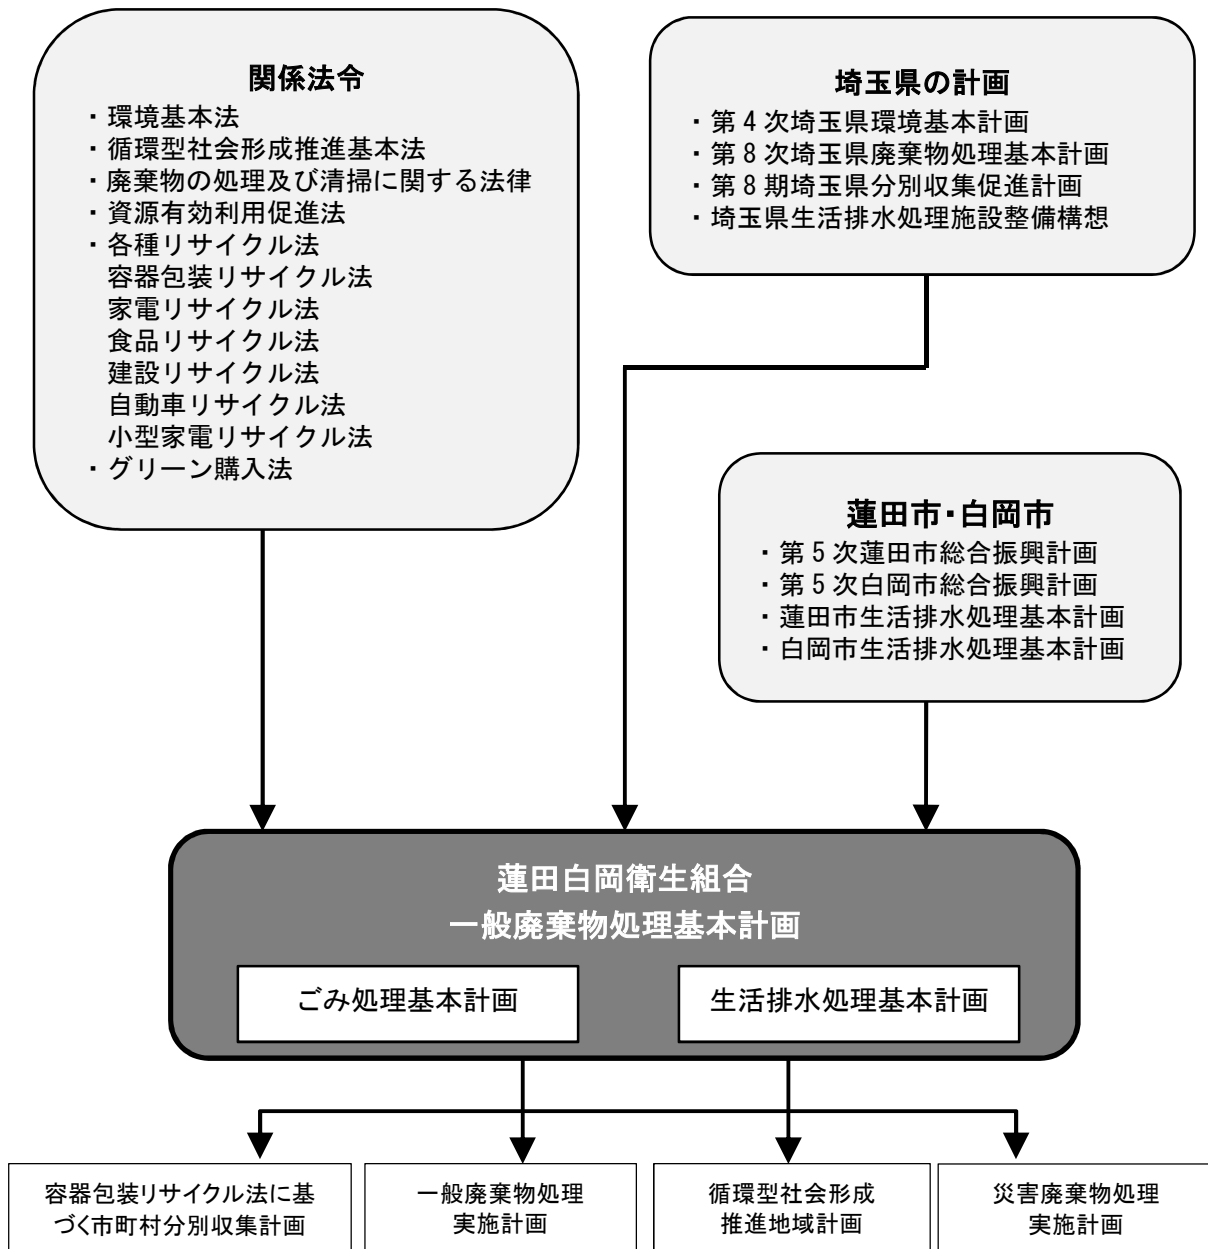 関係法令
・環境基本法
・循環型社会形成推進基本法
・廃棄物の処理及び清掃に関する法律
・資源有効利用促進法
・各種リサイクル法
容器包装リサイクル法
家電リサイクル法
食品リサイクル法
建設リサイクル法
自動車リサイクル法
小型家電リサイクル法
・グリーン購入法
埼玉県の計画
・第4次埼玉県環境基本計画
・第8次埼玉県廃棄物処理基本計画
・第8期埼玉県分別収集促進計画
・埼玉県生活排水処理施設整備構想
蓮田市・白岡市
・第5次蓮田市総合振興計画
・第5次白岡市総合振興計画
・蓮田市生活排水処理基本計画
・白岡市生活排水処理基本計画
蓮田白岡衛生組合
一般廃棄物処理基本計画
ごみ処理基本計画
生活排水処理基本計画
容器包装リサイクル法に基
づく市町村分別収集計画
一般廃棄物処理
実施計画
循環型社会形成
推進地域計画
災害廃棄物処理
実施計画